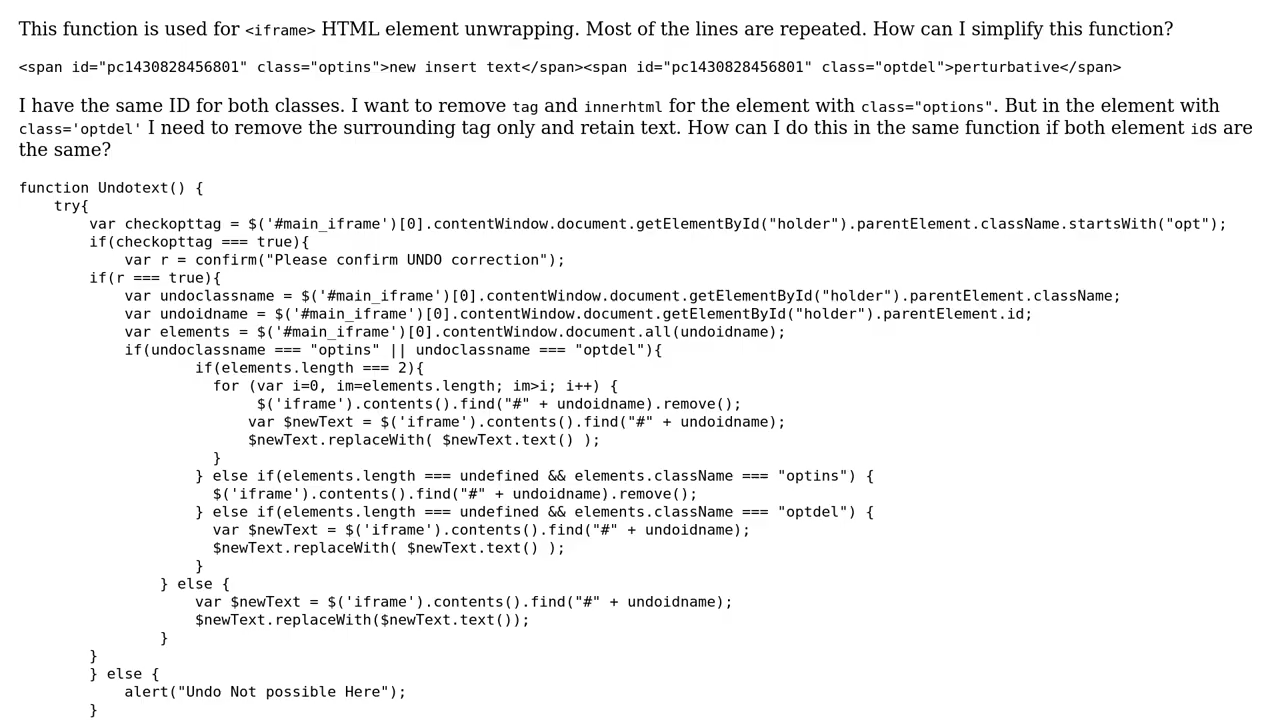 This function is used for <iframe> HTML element unwrapping. Most of the lines are repeated. How can I simplify this function?
<span id="pc1430828456801" class="optins">new insert text</span><span id="pc1430828456801" class="optdel">perturbative</span>
I have the same ID for both classes. I want to remove tag and innerhtml for the element with class="options". But in the element with
class='optdel' I need to remove the surrounding tag only and retain text. How can I do this in the same function if both element ids are
the same?
function Undotext() {
    try{
        var checkopttag = $('#main_iframe')[0].contentWindow.document.getElementById("holder").parentElement.className.startsWith("opt");
        if(checkopttag === true){
            var r = confirm("Please confirm UNDO correction");
        if(r === true){
            var undoclassname = $('#main_iframe')[0].contentWindow.document.getElementById("holder").parentElement.className;
            var undoidname = $('#main_iframe')[0].contentWindow.document.getElementById("holder").parentElement.id;
            var elements = $('#main_iframe')[0].contentWindow.document.all(undoidname);
            if(undoclassname === "optins" || undoclassname === "optdel"){
                    if(elements.length === 2){
                      for (var i=0, im=elements.length; im>i; i++) {
                           $('iframe').contents().find("#" + undoidname).remove();
                          var $newText = $('iframe').contents().find("#" + undoidname);
                          $newText.replaceWith( $newText.text() );
                      }
                    } else if(elements.length === undefined && elements.className === "optins") {
                      $('iframe').contents().find("#" + undoidname).remove();
                    } else if(elements.length === undefined && elements.className === "optdel") {
                      var $newText = $('iframe').contents().find("#" + undoidname);
                      $newText.replaceWith( $newText.text() );
                    }
                } else {
                    var $newText = $('iframe').contents().find("#" + undoidname);
                    $newText.replaceWith($newText.text());
                }
        }
        } else {
            alert("Undo Not possible Here");
        }